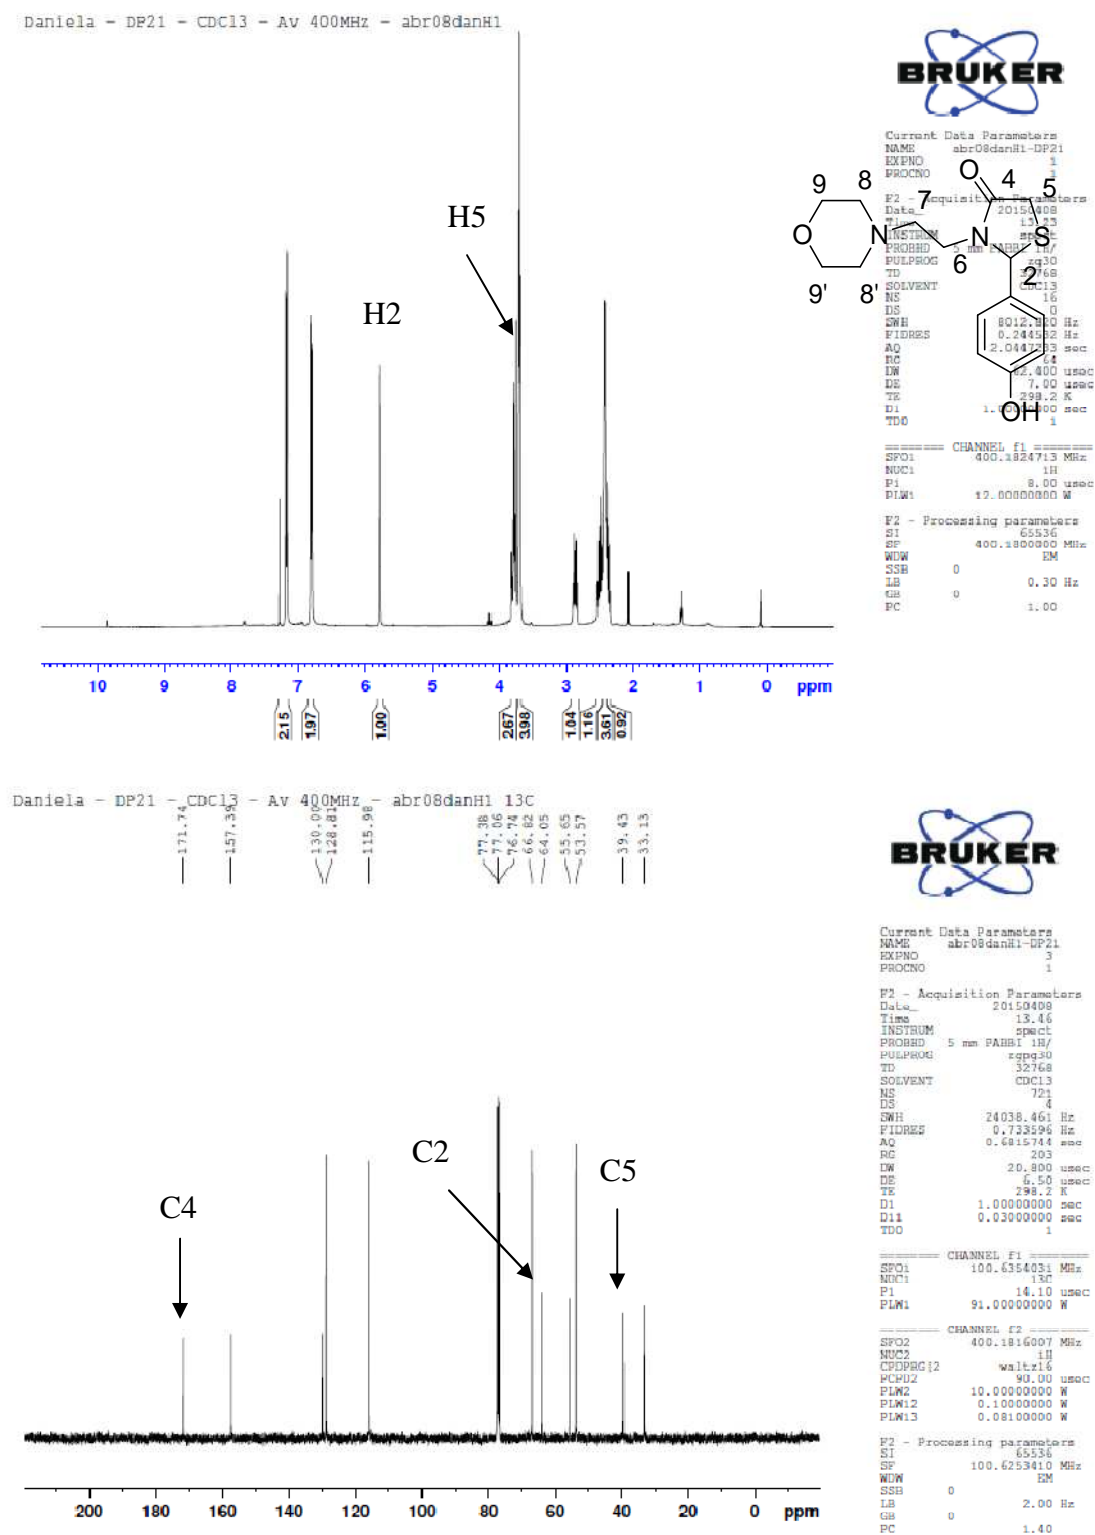 Daniela - DP21 - CDCl3 - Av 400MHz - abr08danH1
BRUKER
Current Data Parameters
NAME abr08danH1-DP21
EXPNO 1
PROCNO 1
F2 - Acquisition Parameters
Date_ 20150408
Time 13.23
INSTRUM spect
PROBHD 5 mm PABBI 1H/
PULPROG zg30
TD 32768
SOLVENT CDCl3
NS 16
DS 0
SWH 8012.820 Hz
FIDRES 0.244532 Hz
AQ 2.0447233 sec
RG 64
DW 62.400 usec
DE 7.00 usec
TE 298.2 K
D1 1.00000000 sec
TD0 1
======== CHANNEL f1 ========
SFO1 400.1824713 MHz
NUC1 1H
P1 8.00 usec
PLW1 12.00000000 W
F2 - Processing parameters
SI 65536
SF 400.1800000 MHz
WDW EM
SSB 0
LB 0.30 Hz
GB 0
PC 1.00
O 4 5
9 8 7
O N N S
9' 8' 6 2
OH
H5
H2
10 9 8 7 6 5 4 3 2 1 0 ppm
2.15 1.97 1.00 2.67 3.98 1.04 1.16 3.61 0.92
Daniela - DP21 - CDCl3 - Av 400MHz - abr08danH1 13C
171.74 157.39 130.00 128.81 115.98 77.38 77.06 76.74 66.82 64.05 55.65 53.57 39.43 33.13
BRUKER
Current Data Parameters
NAME abr08danH1-DP21
EXPNO 3
PROCNO 1
F2 - Acquisition Parameters
Date_ 20150408
Time 13.46
INSTRUM spect
PROBHD 5 mm PABBI 1H/
PULPROG zgpg30
TD 32768
SOLVENT CDCl3
NS 721
DS 4
SWH 24038.461 Hz
FIDRES 0.733596 Hz
AQ 0.6815744 sec
RG 203
DW 20.800 usec
DE 6.50 usec
TE 298.2 K
D1 1.00000000 sec
D11 0.03000000 sec
TD0 1
======== CHANNEL f1 ========
SFO1 100.6354031 MHz
NUC1 13C
P1 14.10 usec
PLW1 91.00000000 W
======== CHANNEL f2 ========
SFO2 400.1816007 MHz
NUC2 1H
CPDPRG[2 waltz16
PCPD2 90.00 usec
PLW2 10.00000000 W
PLW12 0.10000000 W
PLW13 0.08100000 W
F2 - Processing parameters
SI 65536
SF 100.6253410 MHz
WDW EM
SSB 0
LB 2.00 Hz
GB 0
PC 1.40
C2
C5
C4
200 180 160 140 120 100 80 60 40 20 0 ppm